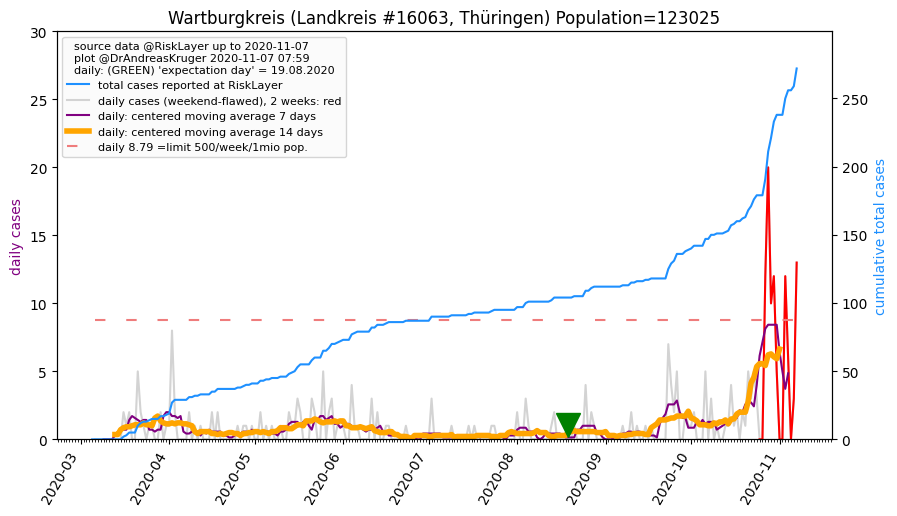 Wartburgkreis (Landkreis #16063, Thüringen) Population=123025
source data @RiskLayer up to 2020-11-07
plot @DrAndreasKruger 2020-11-07 07:59
daily: (GREEN) 'expectation day' = 19.08.2020
total cases reported at RiskLayer
daily cases (weekend-flawed), 2 weeks: red
daily: centered moving average 7 days
daily: centered moving average 14 days
daily 8.79 =limit 500/week/1mio pop.
daily cases
30
25
20
15
10
5
0
cumulative total cases
250
200
150
100
50
0
2020-03
2020-04
2020-05
2020-06
2020-07
2020-08
2020-09
2020-10
2020-11